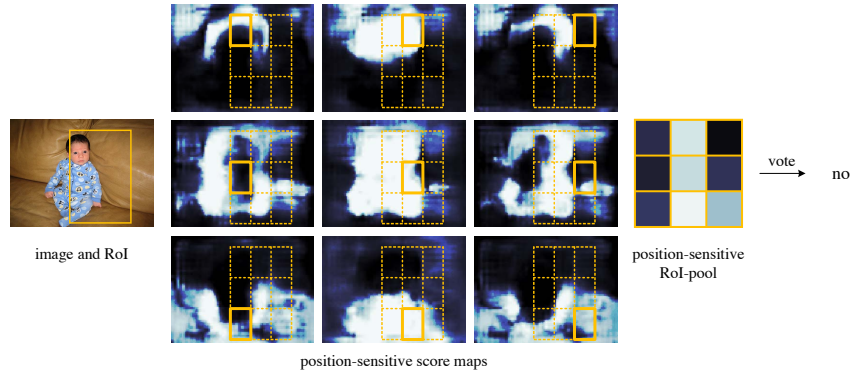 image and RoI
position-sensitive score maps
position-sensitive
RoI-pool
vote
no